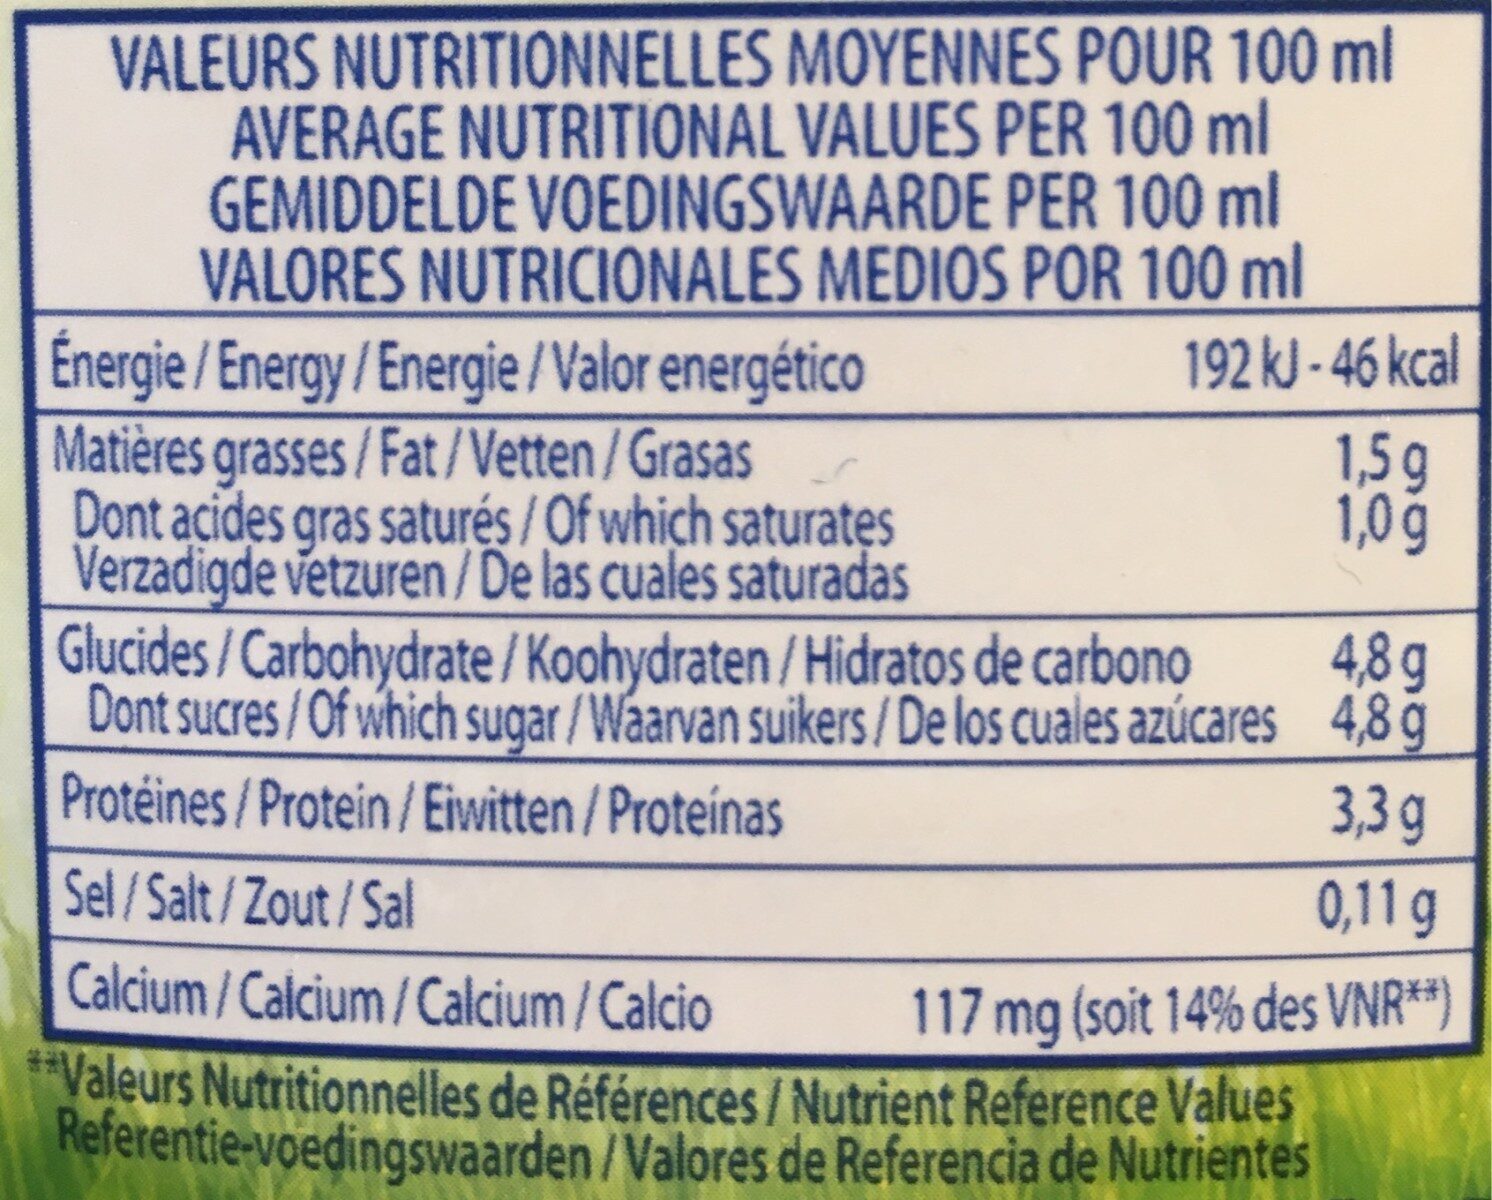 VALEURS NUTRITIONNELLES MOYENNES POUR 100 ml
AVERAGE NUTRITIONAL VALUES PER 100 ml
GEMIDDELDE VOEDINGSWAARDE PER 100 ml
VALORES NUTRICIONALES MEDIOS POR 100 ml
Énergie / Energy / Energie / Valor energético 192 kJ - 46 kcal
Matières grasses / Fat / Vetten / Grasas 1,5 g
Dont acides gras saturés / Of which saturates 1,0 g
Verzadigde vetzuren / De las cuales saturadas
Glucides / Carbohydrate / Koohydraten / Hidratos de carbono 4,8 g
Dont sucres / Of which sugar / Waarvan suikers / De los cuales azúcares 4,8 g
Protéines / Protein / Eiwitten / Proteínas 3,3 g
Sel / Salt / Zout / Sal 0,11 g
Calcium / Calcium / Calcium / Calcio 117 mg (soit 14% des VNR**)
**Valeurs Nutritionnelles de Références / Nutrient Reference Values
Referentie-voedingswaarden / Valores de Referencia de Nutrientes